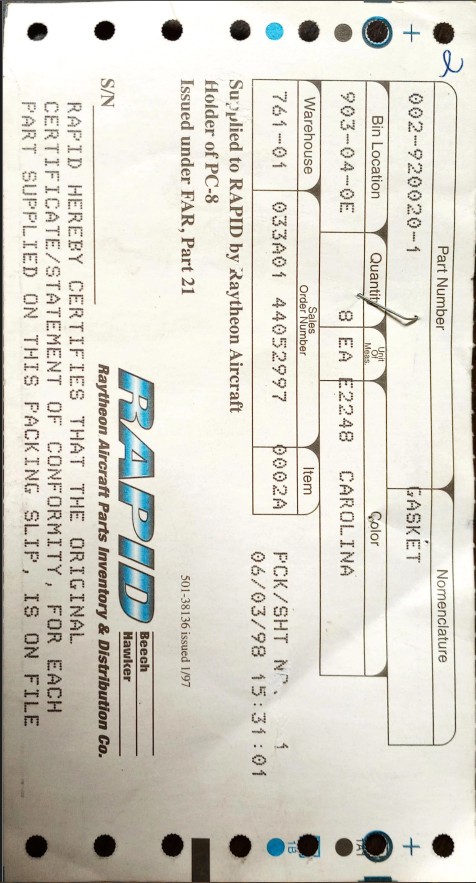 2
Part Number Nomenclature
002-920020-1 GASKET
Bin Location Quantity Unit Of Meas. Color
903-04-0E 8 EA E2248 CAROLINA
Warehouse Sales Order Number Item
761-01 033A01 44052997 0002A
PCK/SHT NO. 1
06/03/98 15:31:01
Supplied to RAPID by Raytheon Aircraft
Holder of PC-8
Issued under FAR, Part 21
501-38136 issued 1/97
RAPID
Beech
Hawker
S/N
Raytheon Aircraft Parts Inventory & Distribution Co.
RAPID HEREBY CERTIFIES THAT THE ORIGINAL
CERTIFICATE/STATEMENT OF CONFORMITY, FOR EACH
PART SUPPLIED ON THIS PACKING SLIP, IS ON FILE
1B